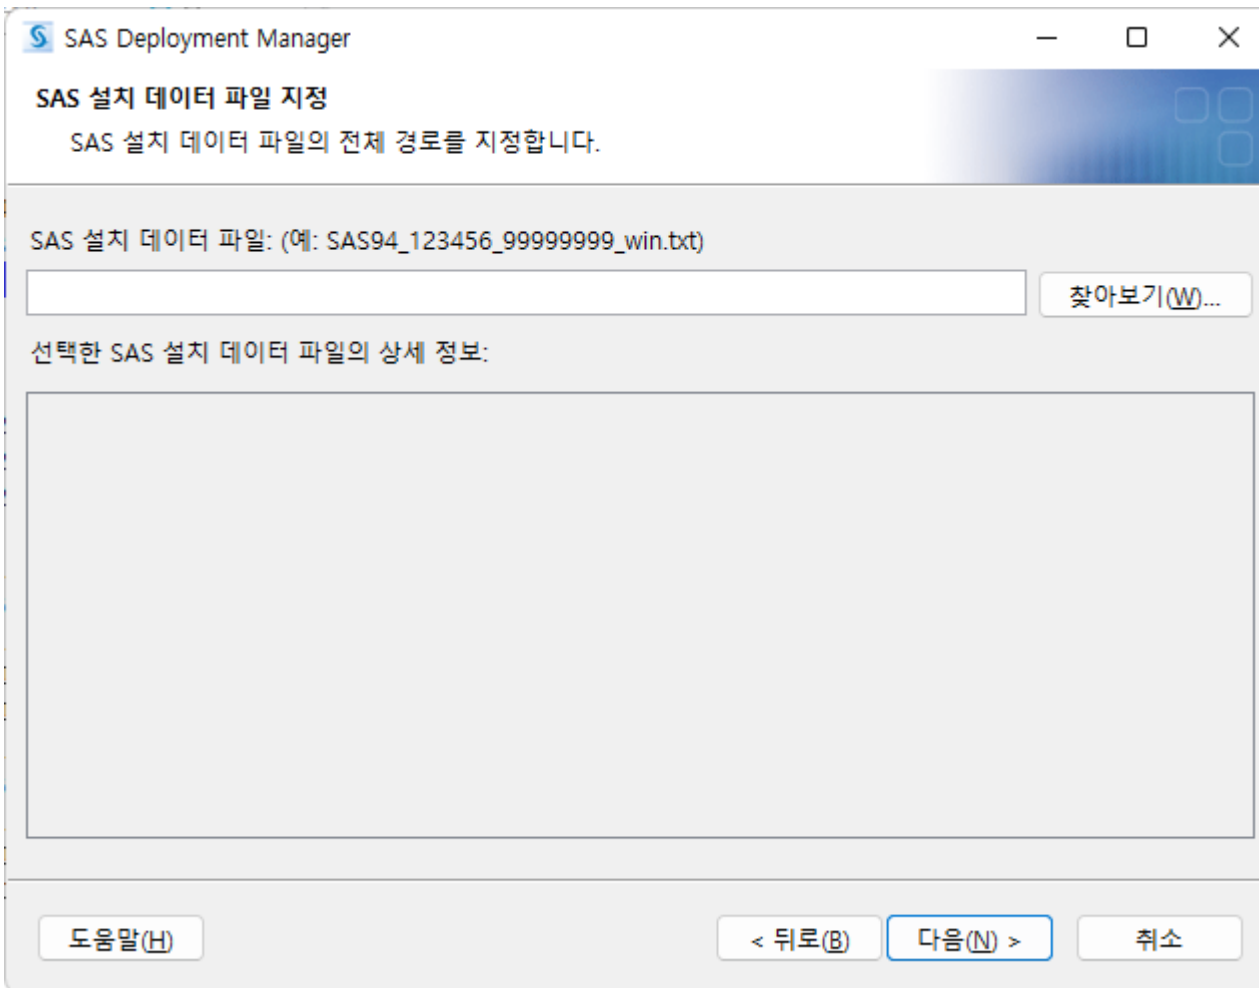 SAS Deployment Manager
SAS 설치 데이터 파일 지정
SAS 설치 데이터 파일의 전체 경로를 지정합니다.
SAS 설치 데이터 파일: (예: SAS94_123456_99999999_win.txt)
찾아보기(W)...
선택한 SAS 설치 데이터 파일의 상세 정보:
도움말(H)
< 뒤로(B)
다음(N) >
취소